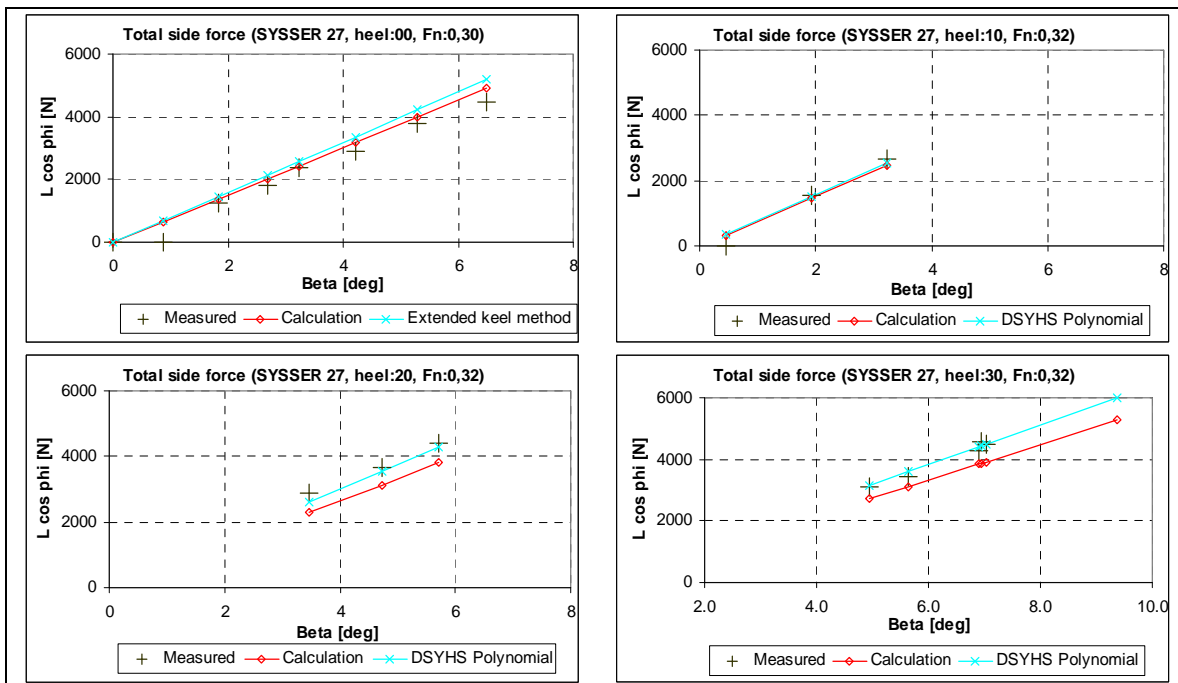 Total side force (SYSSER 27, heel:00, Fn:0,30)
6000
4000
2000
0
L cos phi [N]
0 2 4 6 8
Beta [deg]
Measured Calculation Extended keel method
Total side force (SYSSER 27, heel:10, Fn:0,32)
6000
4000
2000
0
L cos phi [N]
0 2 4 6 8
Beta [deg]
Measured Calculation DSYHS Polynomial
Total side force (SYSSER 27, heel:20, Fn:0,32)
6000
4000
2000
0
L cos phi [N]
0 2 4 6 8
Beta [deg]
Measured Calculation DSYHS Polynomial
Total side force (SYSSER 27, heel:30, Fn:0,32)
6000
4000
2000
0
L cos phi [N]
2.0 4.0 6.0 8.0 10.0
Beta [deg]
Measured Calculation DSYHS Polynomial